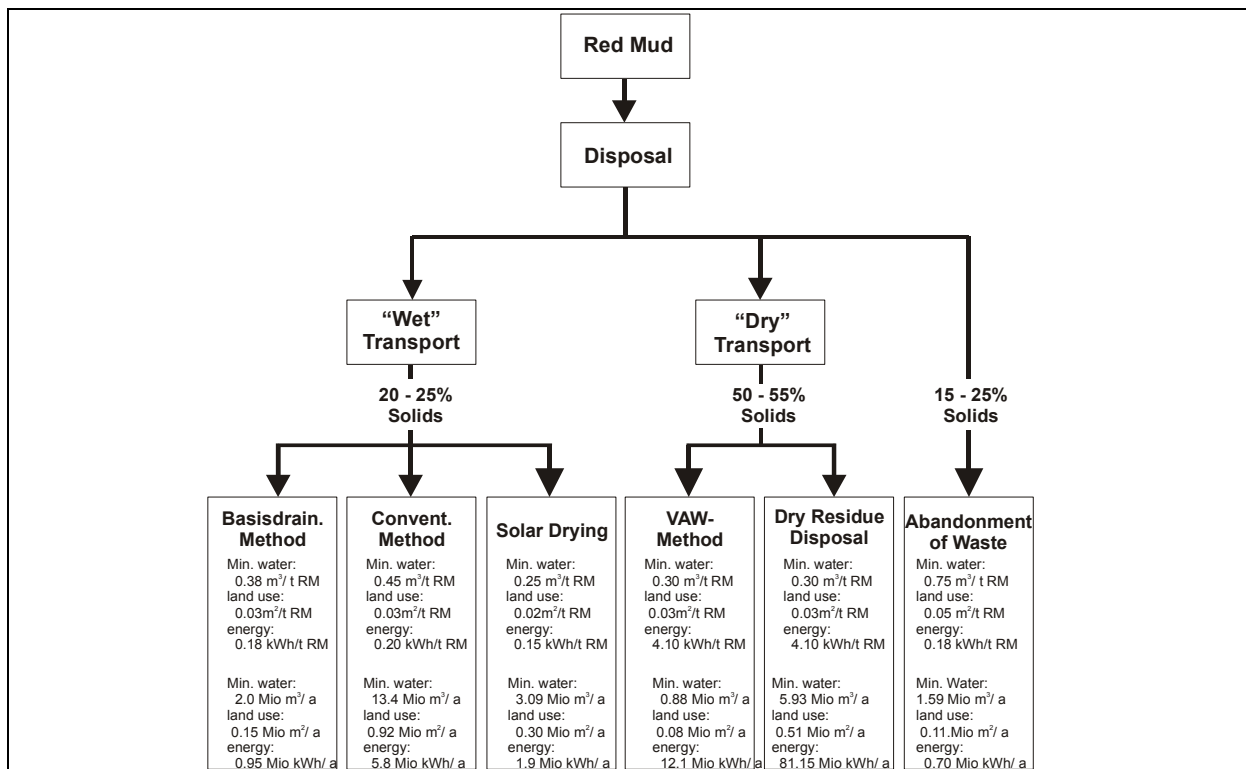 Red Mud
Disposal
“Wet”
Transport
“Dry”
Transport
20 - 25%
Solids
50 - 55%
Solids
15 - 25%
Solids
Basisdrain.
Method
Min. water:
0.38 m³/ t RM
land use:
0.03m²/t RM
energy:
0.18 kWh/t RM
Min. water:
2.0 Mio m³/ a
land use:
0.15 Mio m²/ a
energy:
0.95 Mio kWh/ a
Convent.
Method
Min. water:
0.45 m³/t RM
land use:
0.03m²/t RM
energy:
0.20 kWh/t RM
Min. water:
13.4 Mio m³/ a
land use:
0.92 Mio m²/ a
energy:
5.8 Mio kWh/ a
Solar Drying
Min. water:
0.25 m³/t RM
land use:
0.02m²/t RM
energy:
0.15 kWh/t RM
Min. water:
3.09 Mio m³/ a
land use:
0.30 Mio m²/ a
energy:
1.9 Mio kWh/ a
VAW-
Method
Min. water:
0.30 m³/t RM
land use:
0.03m²/t RM
energy:
4.10 kWh/t RM
Min. water:
0.88 Mio m³/ a
land use:
0.08 Mio m²/ a
energy:
12.1 Mio kWh/ a
Dry Residue
Disposal
Min. water:
0.30 m³/t RM
land use:
0.03m²/t RM
energy:
4.10 kWh/t RM
Min. water:
5.93 Mio m³/ a
land use:
0.51 Mio m²/ a
energy:
81.15 Mio kWh/ a
Abandonment
of Waste
Min. water:
0.75 m³/ t RM
land use:
0.05 m²/t RM
energy:
0.18 kWh/t RM
Min. Water:
1.59 Mio m³/ a
land use:
0.11.Mio m²/ a
energy:
0.70 Mio kWh/ a